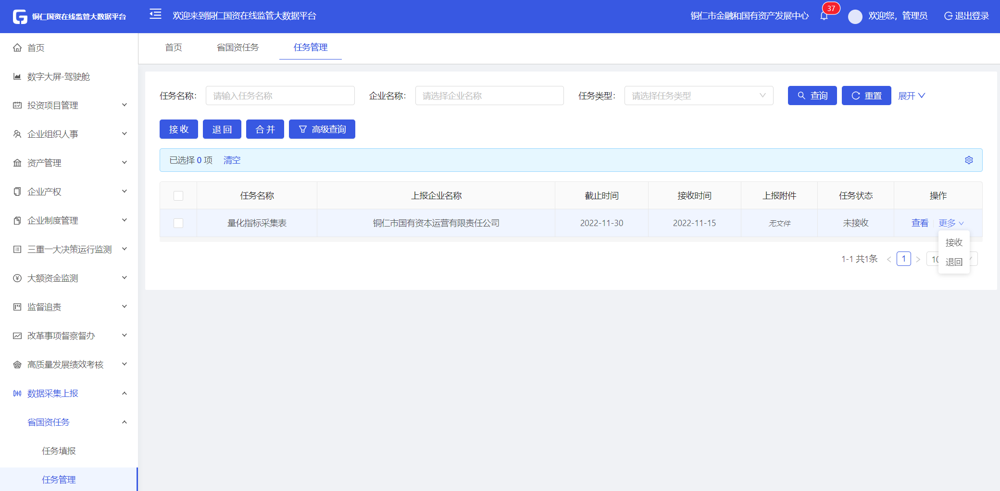 铜仁国资在线监管大数据平台
欢迎来到铜仁国资在线监管大数据平台
铜仁市金融和国有资产发展中心
37
欢迎您，管理员
退出登录
首页
数字大屏-驾驶舱
投资项目管理
企业组织人事
资产管理
企业产权
企业制度管理
三重一大决策运行监测
大额资金监测
监督追责
改革事项督察督办
高质量发展绩效考核
数据采集上报
省国资任务
任务填报
任务管理
首页 省国资任务 任务管理
任务名称： 请输入任务名称 企业名称： 请选择企业名称 任务类型： 请选择任务类型 查询 重置 展开
接收 退回 合并 高级查询
已选择 0 项 清空
任务名称 上报企业名称 截止时间 接收时间 上报附件 任务状态 操作
量化指标采集表 铜仁市国有资本运营有限责任公司 2022-11-30 2022-11-15 无文件 未接收 查看 更多
接收
退回
1-1 共1条 < 1 > 10